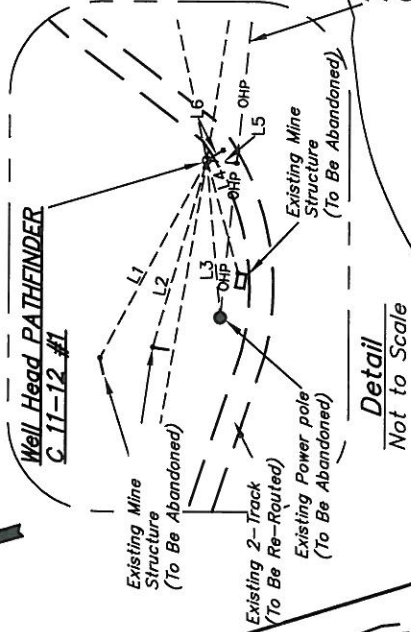 Well Head PATHFINDER
C 11-12 #1
L1
L2
L3
L4
L5
L6
OHP
OHP
OHP
Existing Mine
Structure
(To Be Abandoned)
Existing Mine
Structure
(To Be Abandoned)
Existing 2-Track
(To Be Re-Routed)
Existing Power pole
(To Be Abandoned)
Detail
Not to Scale